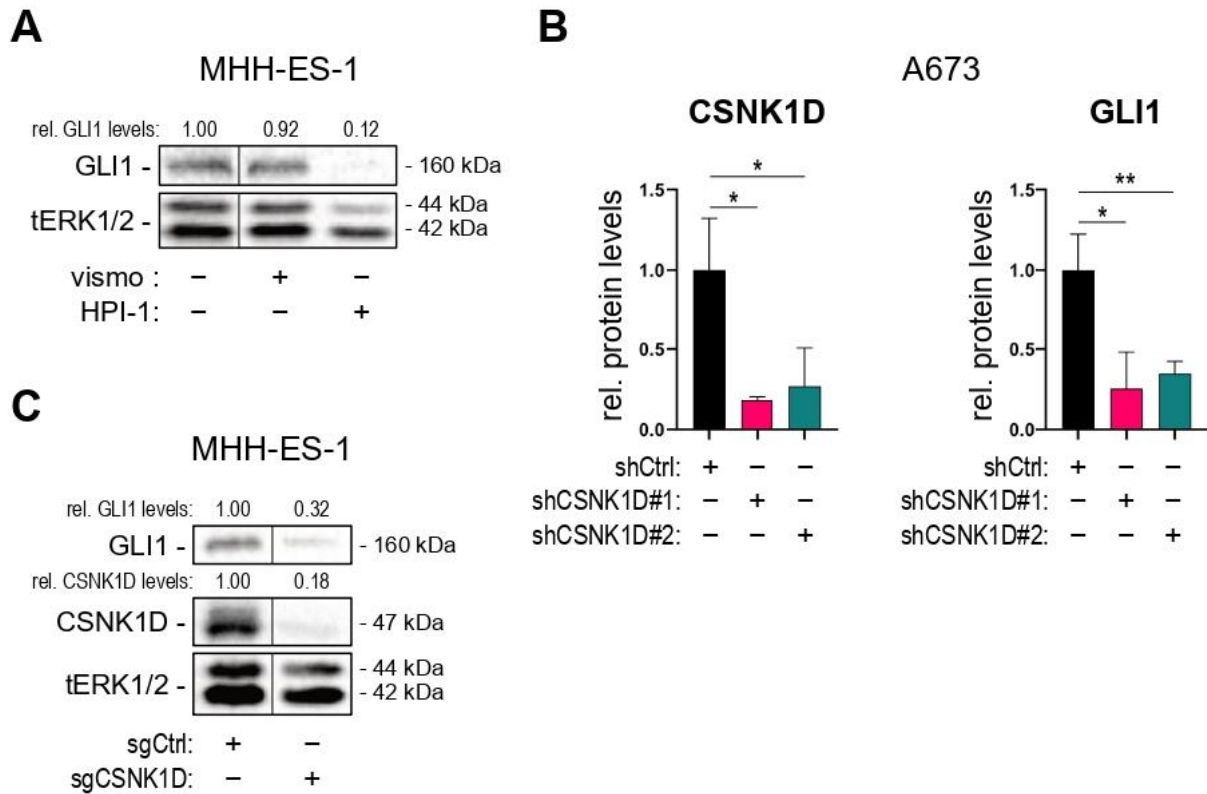 A
MHH-ES-1
rel. GLI1 levels: 1.00 0.92 0.12
GLI1 - - 160 kDa
tERK1/2 - - 44 kDa
- 42 kDa
vismo : – + –
HPI-1: – – +
B
A673
CSNK1D
rel. protein levels
1.5
1.0
0.5
0.0
*
*
shCtrl: + – –
shCSNK1D#1: – + –
shCSNK1D#2: – – +
GLI1
rel. protein levels
1.5
1.0
0.5
0.0
**
*
shCtrl: + – –
shCSNK1D#1: – + –
shCSNK1D#2: – – +
C
MHH-ES-1
rel. GLI1 levels: 1.00 0.32
GLI1 - - 160 kDa
rel. CSNK1D levels: 1.00 0.18
CSNK1D - - 47 kDa
tERK1/2 - - 44 kDa
- 42 kDa
sgCtrl: + –
sgCSNK1D: – +